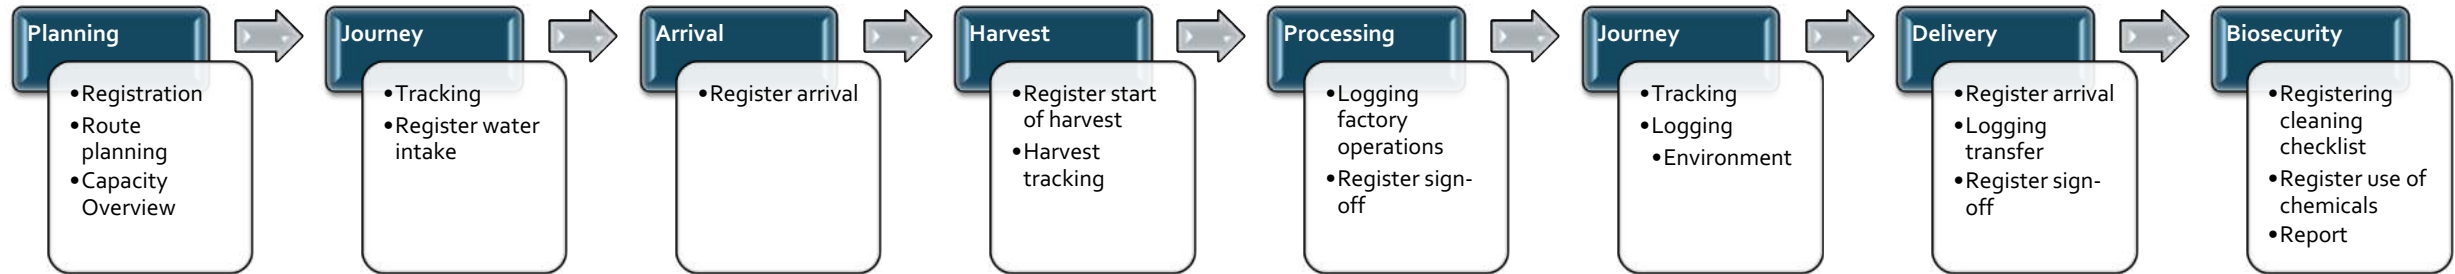 Planning
•Registration
•Route
planning
•Capacity
Overview
Journey
•Tracking
•Register water
intake
Arrival
•Register arrival
Harvest
•Register start
of harvest
•Harvest
tracking
Processing
•Logging
factory
operations
•Register sign-
off
Journey
•Tracking
•Logging
•Environment
Delivery
•Register arrival
•Logging
transfer
•Register sign-
off
Biosecurity
•Registering
cleaning
checklist
•Register use of
chemicals
•Report